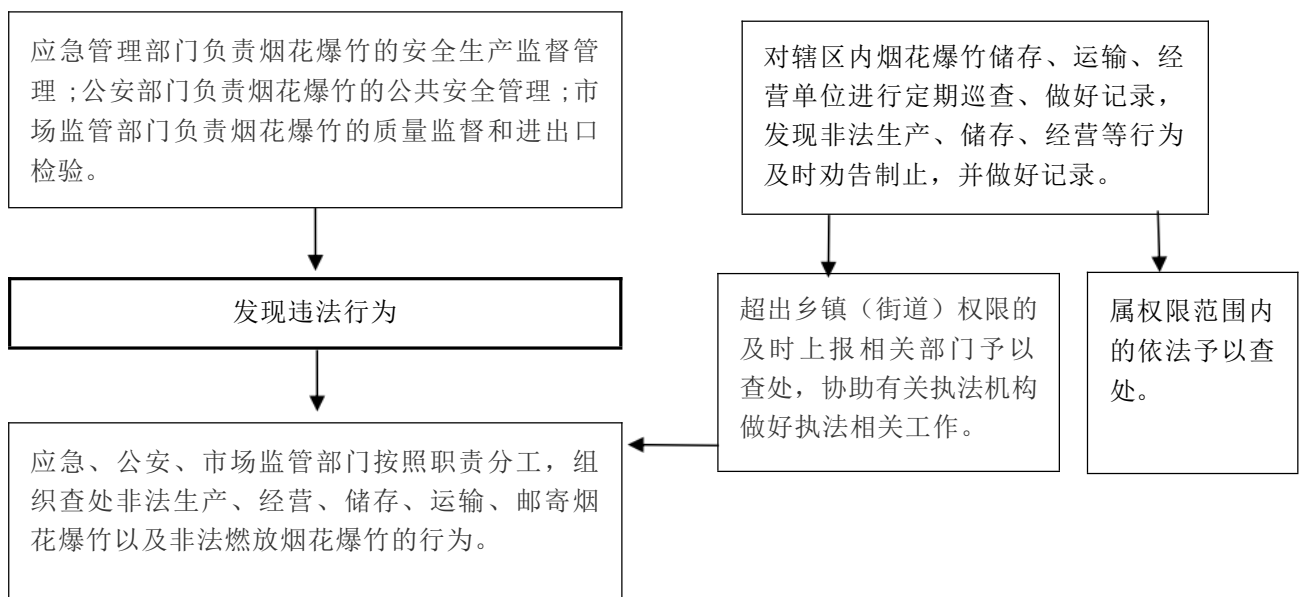 应急管理部门负责烟花爆竹的安全生产监督管
理;公安部门负责烟花爆竹的公共安全管理;市
场监管部门负责烟花爆竹的质量监督和进出口
检验。
发现违法行为
应急、公安、市场监管部门按照职责分工，组
织查处非法生产、经营、储存、运输、邮寄烟
花爆竹以及非法燃放烟花爆竹的行为。
对辖区内烟花爆竹储存、运输、经
营单位进行定期巡查、做好记录，
发现非法生产、储存、经营等行为
及时劝告制止，并做好记录。
超出乡镇（街道）权限的
及时上报相关部门予以
查处，协助有关执法机构
做好执法相关工作。
属权限范围内
的依法予以查
处。